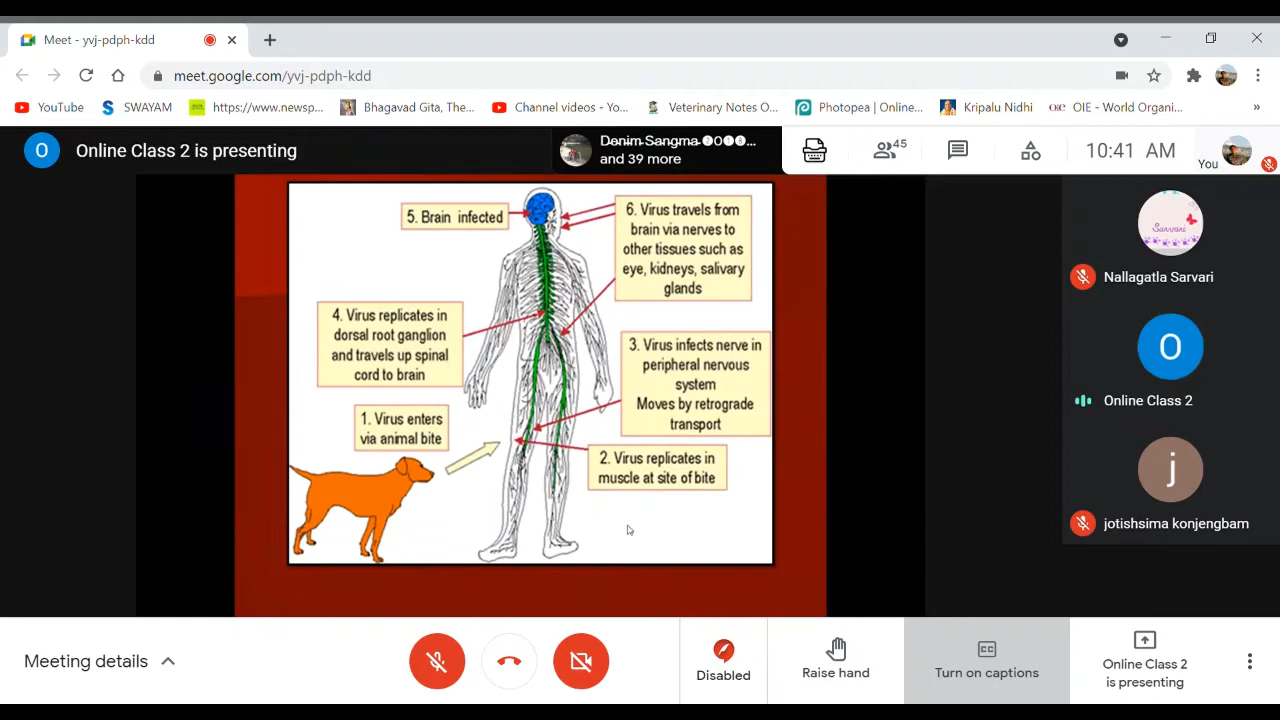 Meet - yvj-pdph-kdd
meet.google.com/yvj-pdph-kdd
YouTube
SWAYAM
https://www.newsp...
Bhagavad Gita, The...
Channel videos - Yo...
Veterinary Notes O...
Photopea | Online...
Kripalu Nidhi
OIE
OIE - World Organi...
»
O
Online Class 2 is presenting
Denim Sangma ❷0❶❽...
and 39 more
45
10:41 AM
You
5. Brain infected
6. Virus travels from
brain via nerves to
other tissues such as
eye, kidneys, salivary
glands
4. Virus replicates in
dorsal root ganglion
and travels up spinal
cord to brain
3. Virus infects nerve in
peripheral nervous
system
Moves by retrograde
transport
1. Virus enters
via animal bite
2. Virus replicates in
muscle at site of bite
Sarvari
Nallagatla Sarvari
O
Online Class 2
j
jotishsima konjengbam
Meeting details
Disabled
Raise hand
CC
Turn on captions
Online Class 2
is presenting